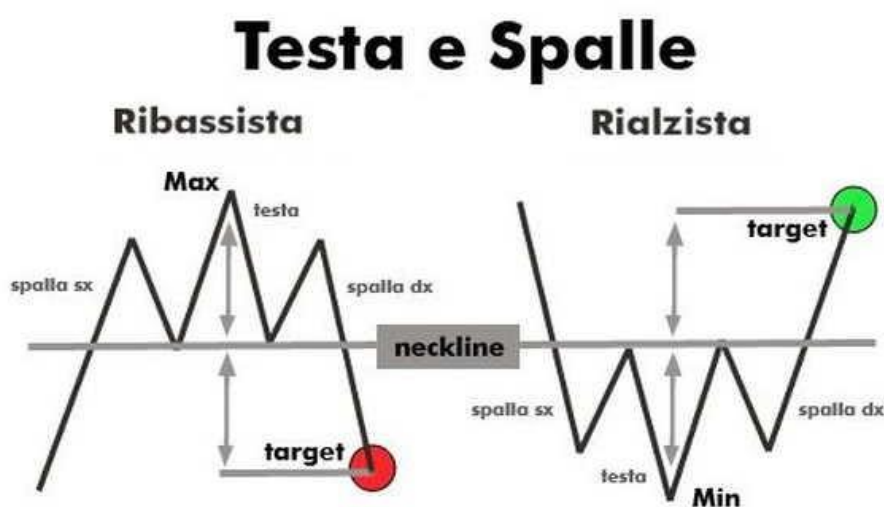 Testa e Spalle
Ribassista
Rialzista
Max
testa
target
spalla sx
spalla dx
neckline
spalla sx
spalla dx
target
testa
Min